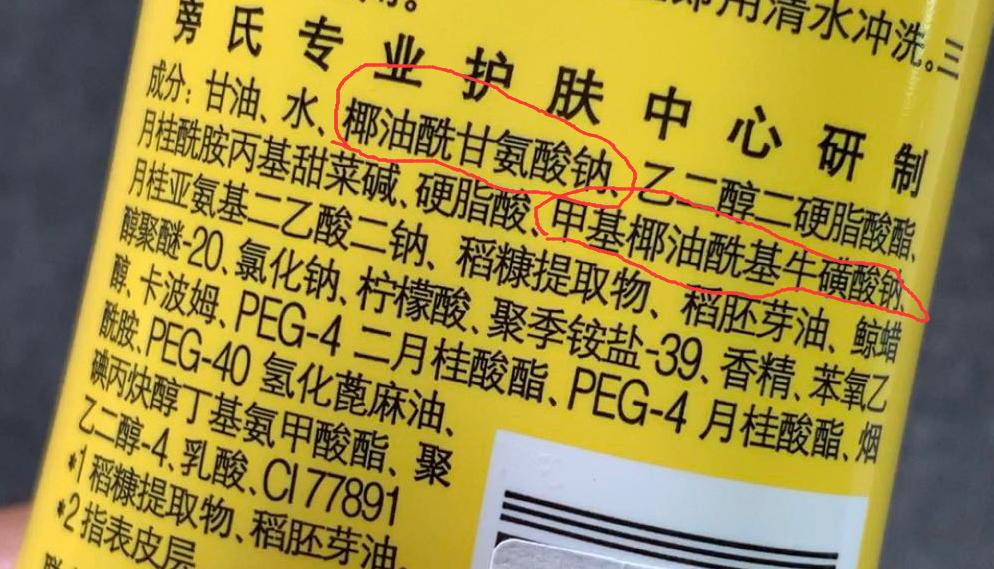 用。
即用清水冲洗。三
旁氏专业护肤中心研制
成分：甘油、水、椰油酰甘氨酸钠、乙二醇二硬脂酸酯、
月桂酰胺丙基甜菜碱、硬脂酸、甲基椰油酰基牛磺酸钠、
月桂亚氨基二乙酸二钠、稻糠提取物、稻胚芽油、鲸蜡
醇聚醚-20、氯化钠、柠檬酸、聚季铵盐-39、香精、苯氧乙
醇、卡波姆、PEG-4 二月桂酸酯、PEG-4 月桂酸酯、烟
酰胺、PEG-40 氢化蓖麻油、
碘丙炔醇丁基氨甲酸酯、聚
乙二醇-4、乳酸、CI 77891
*1 稻糠提取物、稻胚芽油。
*2 指表皮层